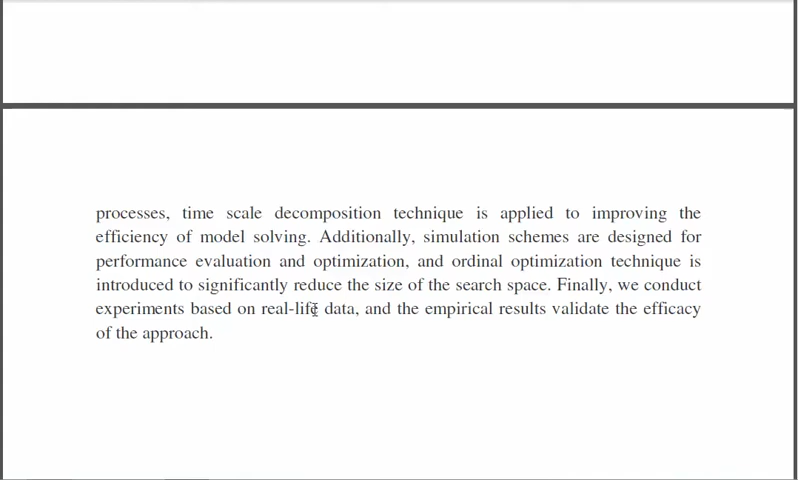 processes, time scale decomposition technique is applied to improving the
efficiency of model solving. Additionally, simulation schemes are designed for
performance evaluation and optimization, and ordinal optimization technique is
introduced to significantly reduce the size of the search space. Finally, we conduct
experiments based on real-life data, and the empirical results validate the efficacy
of the approach.